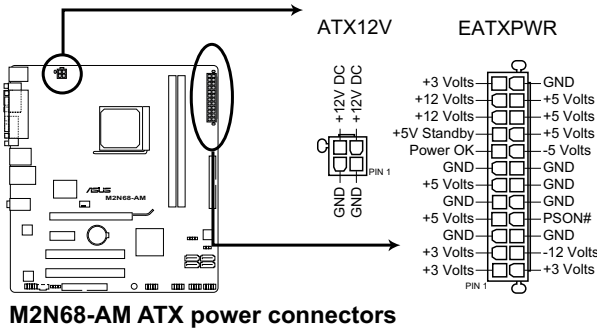 ATX12V
EATXPWR
+12V DC
+12V DC
PIN 1
GND
GND
+3 Volts GND
+12 Volts +5 Volts
+12 Volts +5 Volts
+5V Standby +5 Volts
Power OK -5 Volts
GND GND
+5 Volts GND
GND GND
+5 Volts PSON#
GND GND
+3 Volts -12 Volts
+3 Volts +3 Volts
PIN 1
ASUS
M2N68-AM
M2N68-AM ATX power connectors